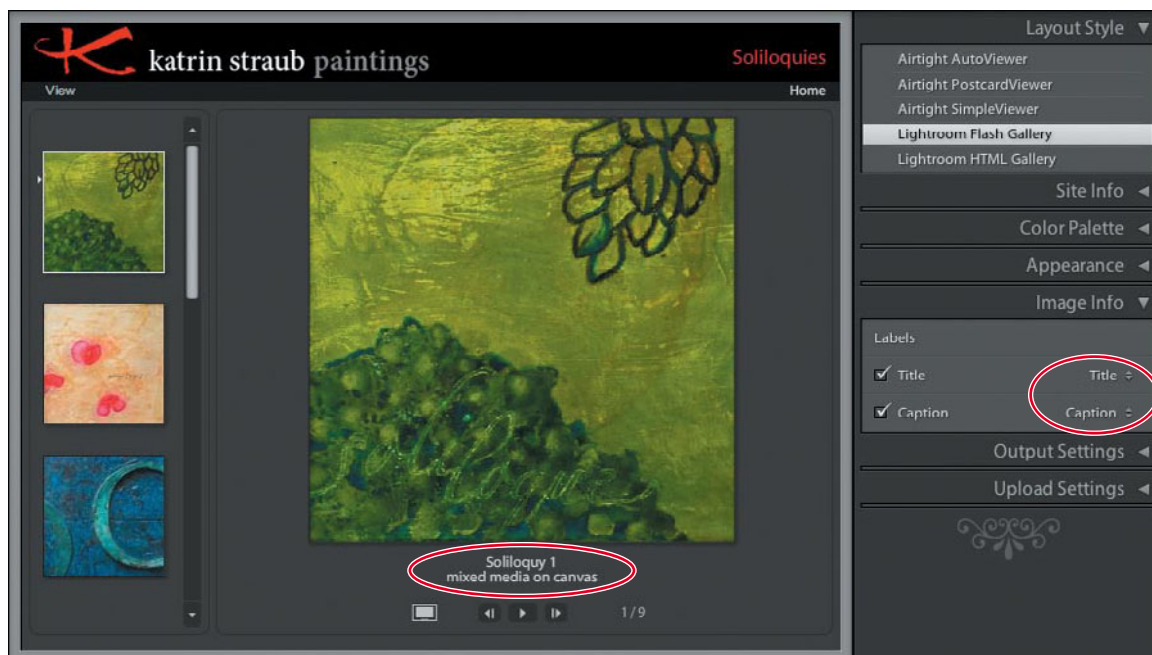 katrin straub paintings
Soliloquies
View
Home
Soliloquy 1
mixed media on canvas
1/9
Layout Style
Airtight AutoViewer
Airtight PostcardViewer
Airtight SimpleViewer
Lightroom Flash Gallery
Lightroom HTML Gallery
Site Info
Color Palette
Appearance
Image Info
Labels
Title Title
Caption Caption
Output Settings
Upload Settings